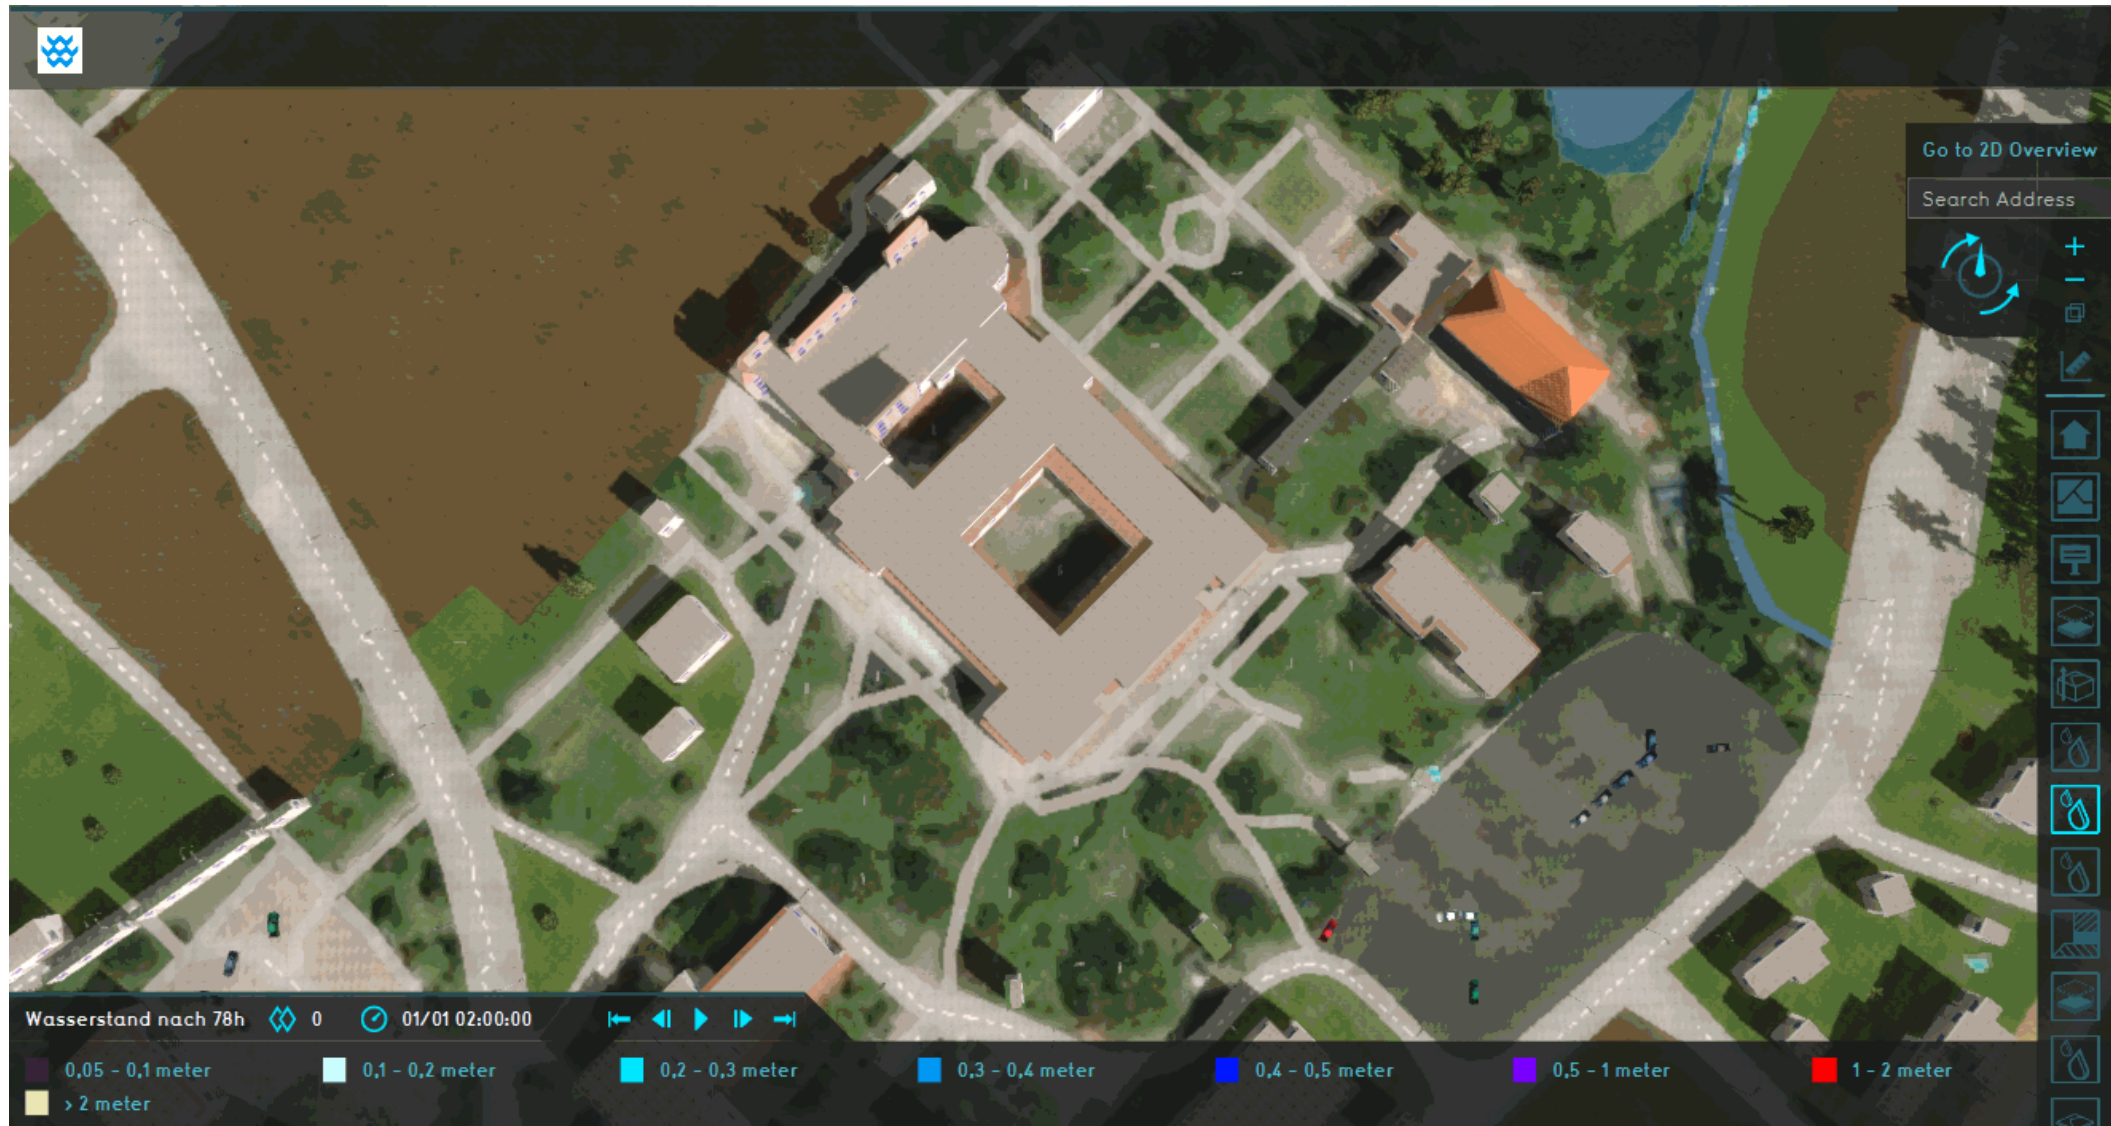 Go to 2D Overview
Search Address
Wasserstand nach 78h 0 01/01 02:00:00
0,05 - 0,1 meter 0,1 - 0,2 meter 0,2 - 0,3 meter 0,3 - 0,4 meter 0,4 - 0,5 meter 0,5 - 1 meter 1 - 2 meter
> 2 meter